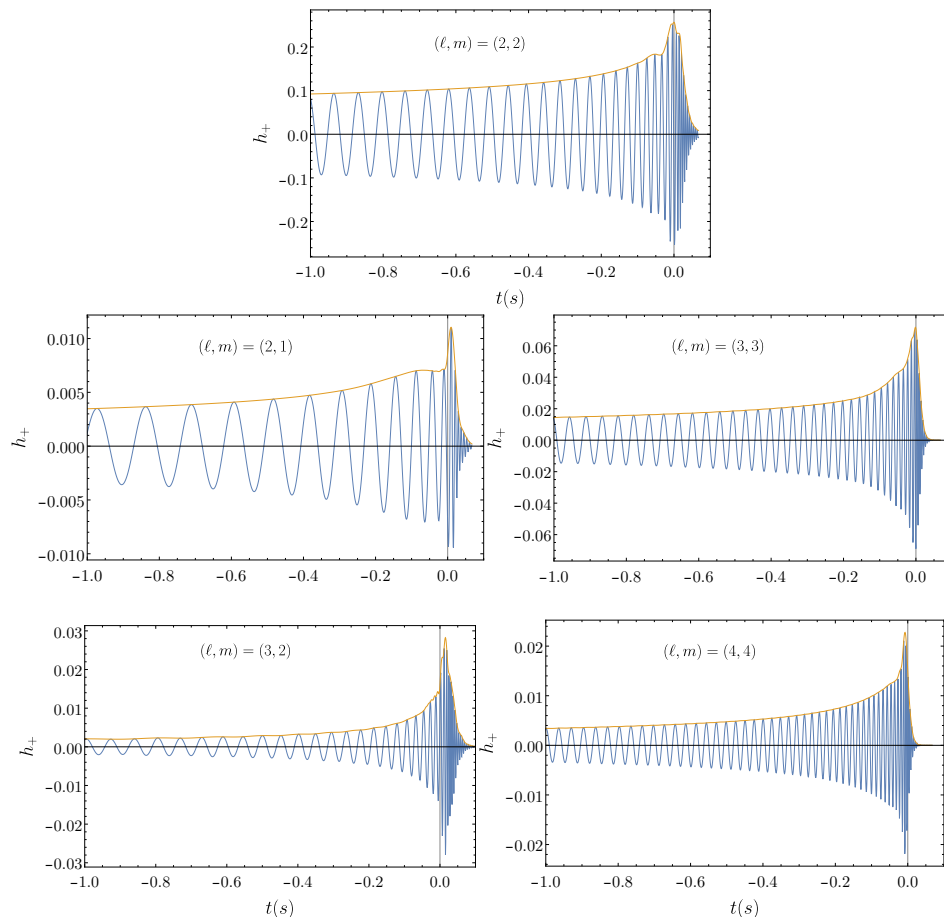 (ℓ, m) = (2, 2)
h₊
0.2
0.1
0.0
−0.1
−0.2
−1.0 −0.8 −0.6 −0.4 −0.2 0.0
t(s)
(ℓ, m) = (2, 1)
h₊
0.010
0.005
0.000
−0.005
−0.010
−1.0 −0.8 −0.6 −0.4 −0.2 0.0
(ℓ, m) = (3, 3)
h₊
0.06
0.04
0.02
0.00
−0.02
−0.04
−0.06
−1.0 −0.8 −0.6 −0.4 −0.2 0.0
(ℓ, m) = (3, 2)
h₊
0.03
0.02
0.01
0.00
−0.01
−0.02
−0.03
−1.0 −0.8 −0.6 −0.4 −0.2 0.0
t(s)
(ℓ, m) = (4, 4)
h₊
0.02
0.01
0.00
−0.01
−0.02
−1.0 −0.8 −0.6 −0.4 −0.2 0.0
t(s)